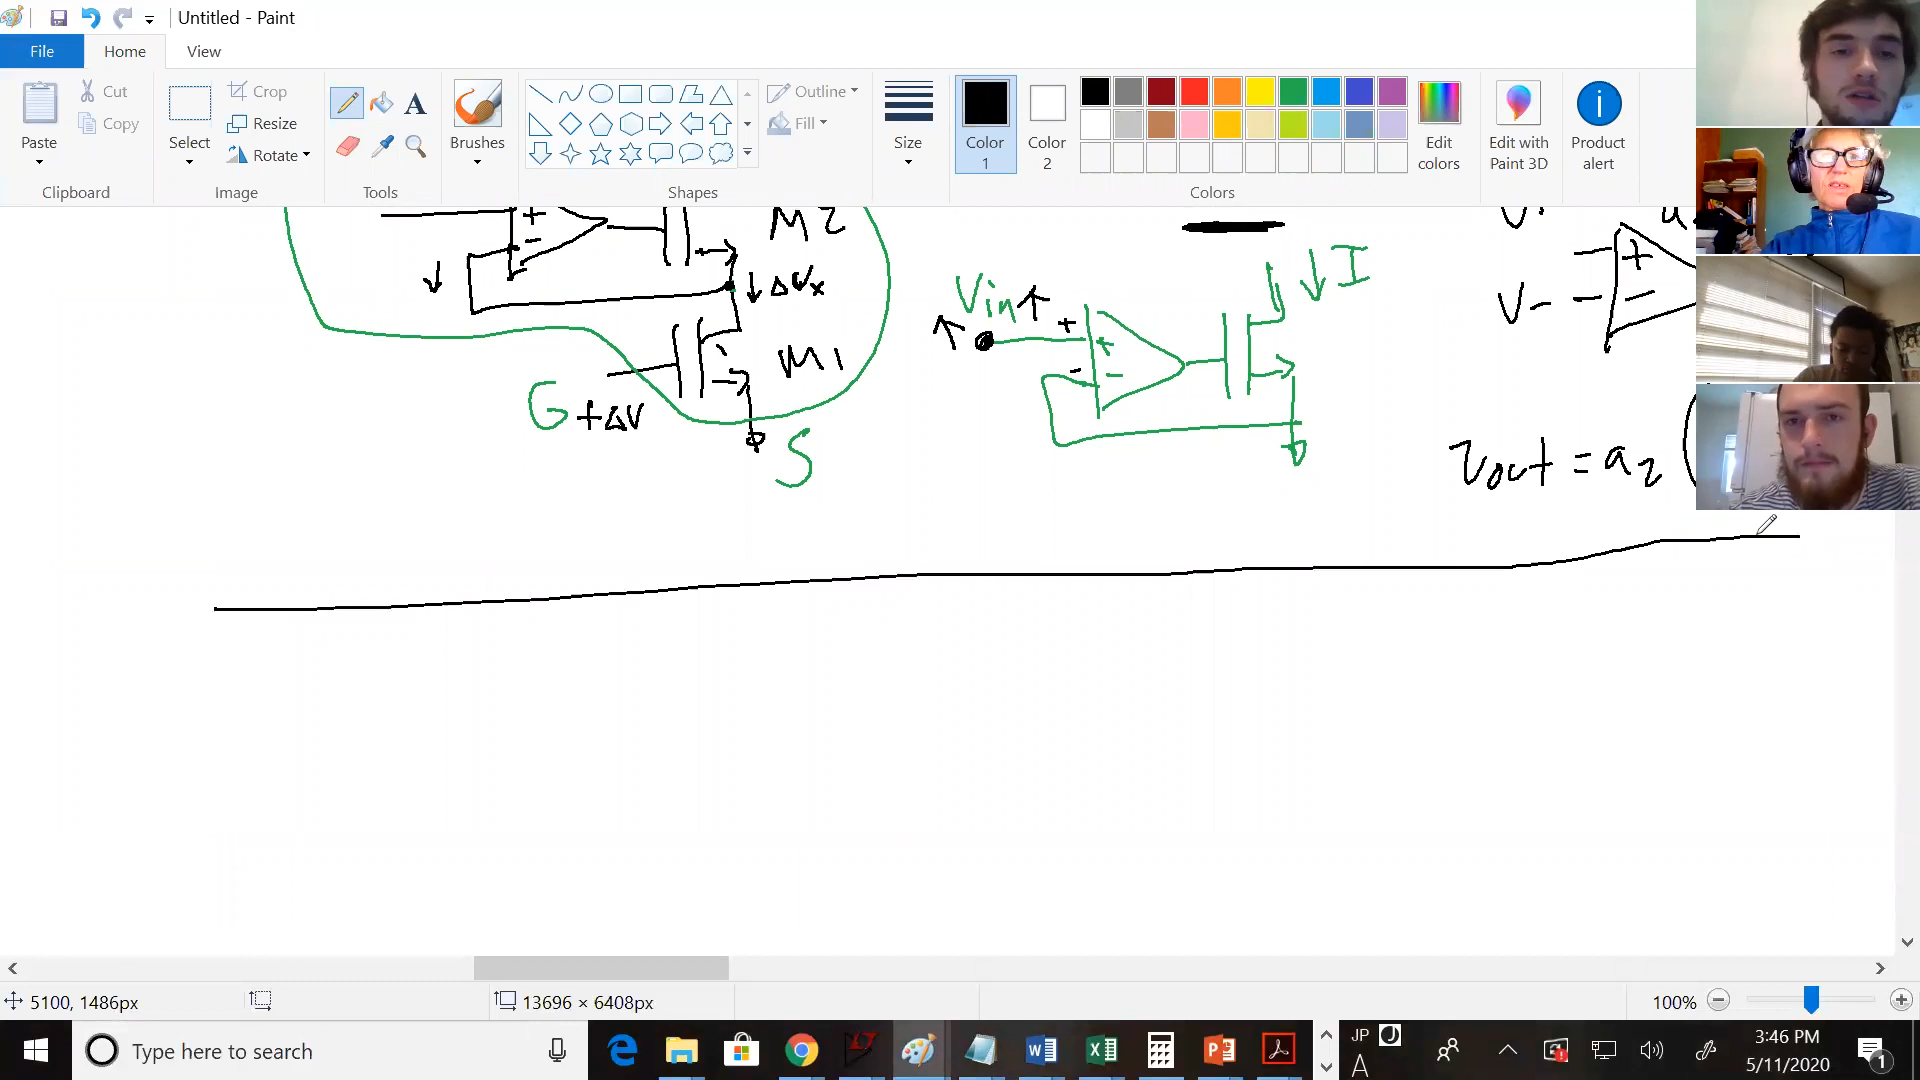 Untitled - Paint
File
Home
View
Paste
Cut
Copy
Clipboard
Select
Crop
Resize
Rotate
Image
Tools
Brushes
Shapes
Outline
Fill
Size
Color 1
Color 2
Colors
Edit colors
Edit with Paint 3D
Product alert
+
-
M2
↓
↓ΔVx
M1
G+ΔV
S
Vin↑
↑
+
+
-
-
↓I
+
V-
-
Vout = a2
5100, 1486px
13696 × 6408px
100%
Type here to search
JP
A
3:46 PM
5/11/2020
1